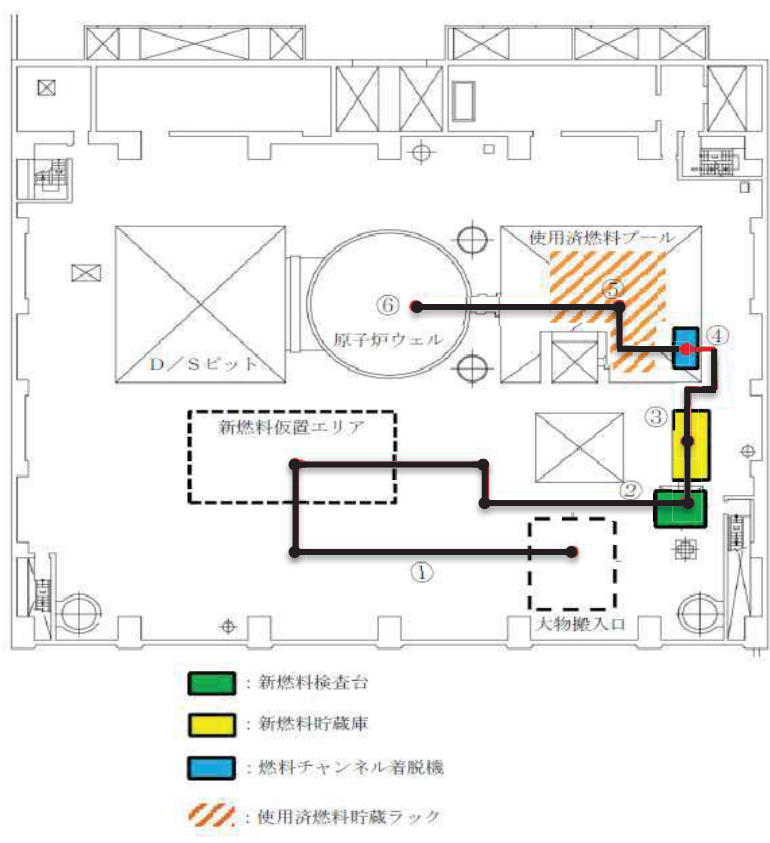 使用済燃料プール
⑤
⑥
④
原子炉ウェル
D／Sピット
新燃料仮置エリア
③
②
①
大物搬入口
：新燃料検査台
：新燃料貯蔵庫
：燃料チャンネル着脱機
：使用済燃料貯蔵ラック